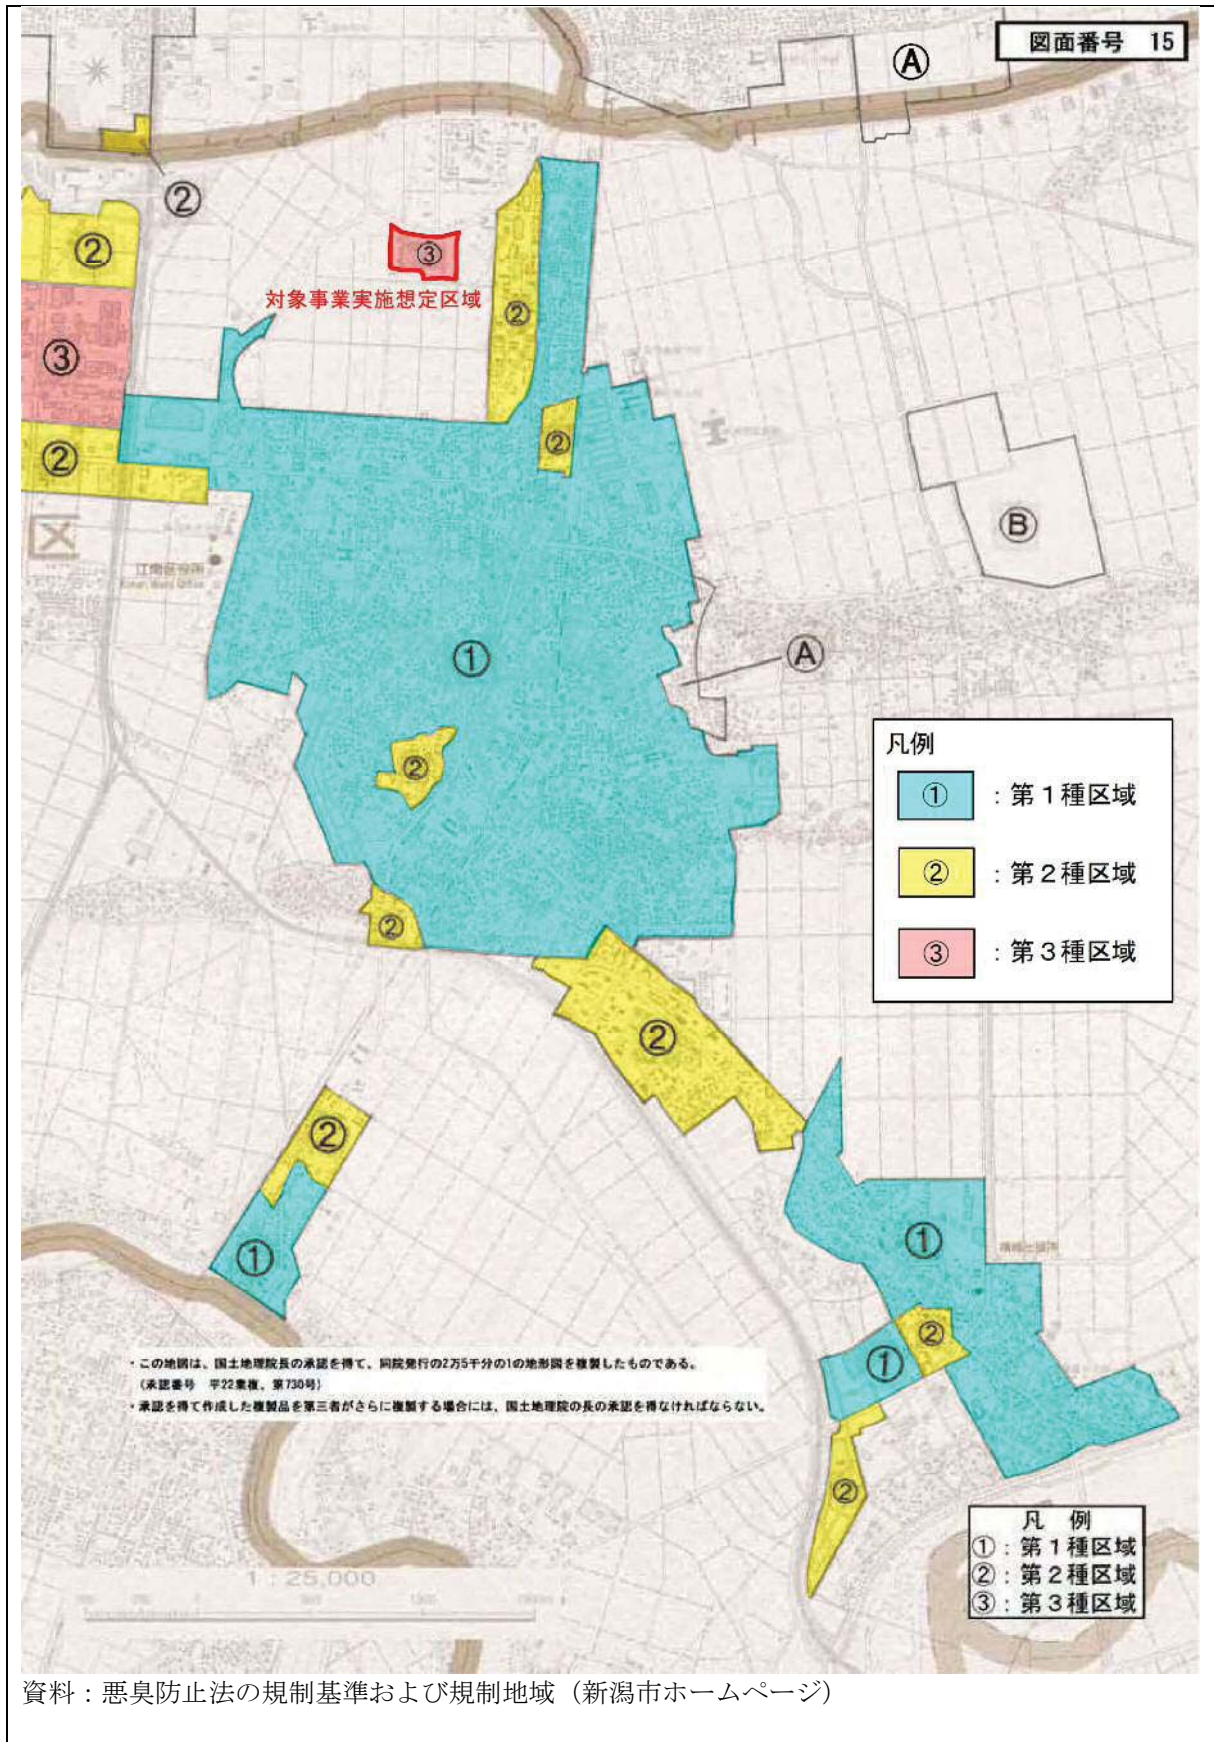 図面番号 15
Ⓐ
②
②
③
対象事業実施想定区域
②
③
②
②
Ⓑ
江南区役所
①
Ⓐ
②
凡例
① :第1種区域
② :第2種区域
③ :第3種区域
②
②
②
①
①
②
①
・この地図は、国土地理院長の承認を得て、同院発行の2万5千分の1の地形図を複製したものである。
(承認番号 平22業複、第730号)
・承認を得て作成した複製品を第三者がさらに複製する場合には、国土地理院の長の承認を得なければならない。
②
凡 例
①:第1種区域
②:第2種区域
③:第3種区域
1:25,000
資料:悪臭防止法の規制基準および規制地域(新潟市ホームページ)